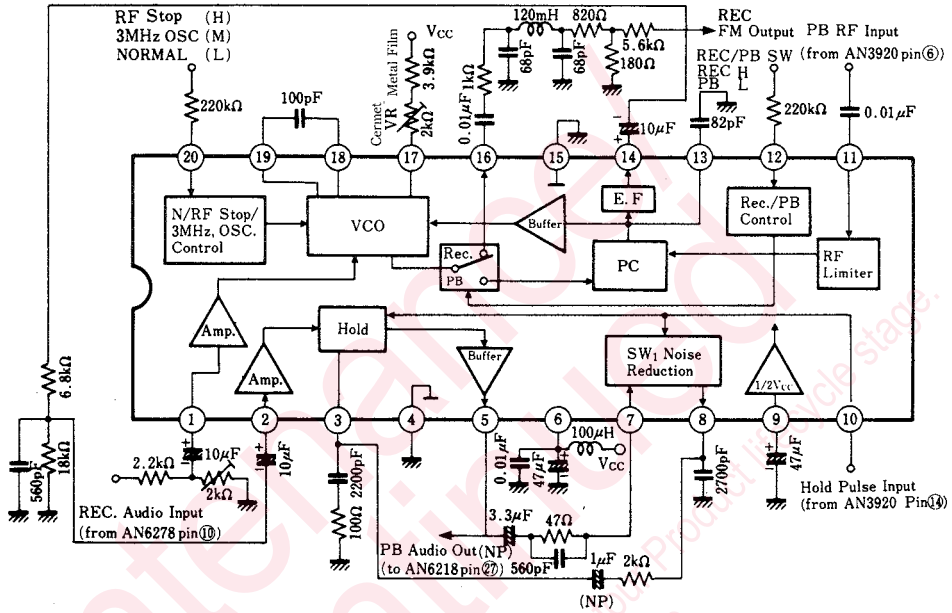 RF Stop (H)
3MHz OSC (M)
NORMAL (L)
220kΩ
100pF
Cermet VR
Metal Film
VCC
3.9kΩ
2kΩ
0.01μF
1kΩ
68pF
120mH
68pF
820Ω
180Ω
5.6kΩ
REC
FM Output
PB RF Input
(from AN3920 pin⑥)
REC/PB SW
REC H
PB L
10μF
82pF
220kΩ
0.01μF
20
19
18
17
16
15
14
13
12
11
N/RF Stop/
3MHz, OSC.
Control
VCO
Buffer
E. F
Rec./PB
Control
Rec.
PB
PC
RF
Limiter
Amp.
Amp.
Hold
Buffer
SW1 Noise
Reduction
1/2VCC
1
2
3
4
5
6
7
8
9
10
6.8kΩ
560pF
18kΩ
2.2kΩ
10μF
2kΩ
10μF
REC. Audio Input
(from AN6278 pin⑩)
2200pF
100Ω
0.01μF
47μF
100μH
VCC
2700pF
47μF
Hold Pulse Input
(from AN3920 Pin⑭)
3.3μF
47Ω
PB Audio Out (NP)
(to AN6218 pin㉗)
560pF
1μF
2kΩ
(NP)